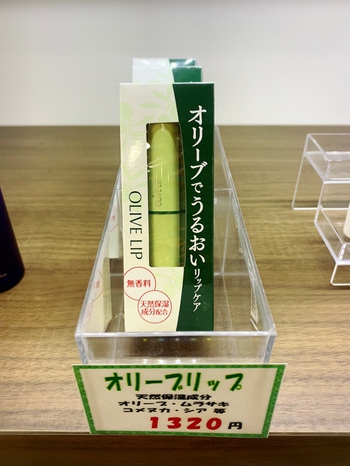 オリーブでうるおいリップケア
OLIVE LIP
無香料
天然保湿
成分配合
オリーブリップ
天然保湿成分
オリーブ・ムラサキ
コメヌカ・シア 等
1320円